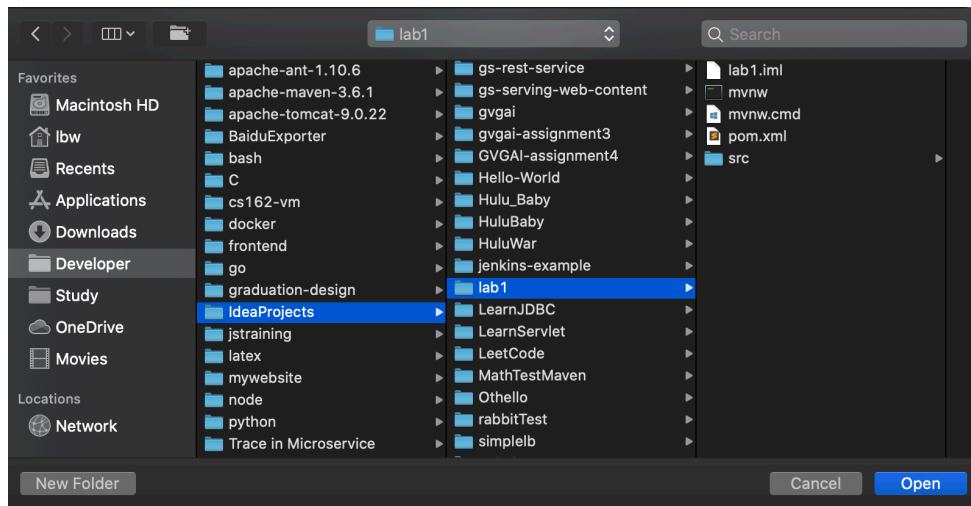 lab1
Search
Favorites
Macintosh HD
lbw
Recents
Applications
Downloads
Developer
Study
OneDrive
Movies
Locations
Network
apache-ant-1.10.6
apache-maven-3.6.1
apache-tomcat-9.0.22
BaiduExporter
bash
C
cs162-vm
docker
frontend
go
graduation-design
IdeaProjects
jstraining
latex
mywebsite
node
python
Trace in Microservice
gs-rest-service
gs-serving-web-content
gvgai
gvgai-assignment3
GVGAI-assignment4
Hello-World
Hulu_Baby
HuluBaby
HuluWar
jenkins-example
lab1
LearnJDBC
LearnServlet
LeetCode
MathTestMaven
Othello
rabbitTest
simplelb
lab1.iml
mvnw
mvnw.cmd
pom.xml
src
New Folder
Cancel
Open